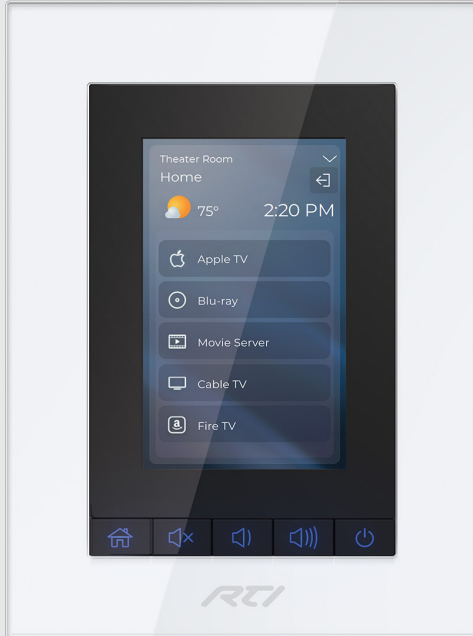 Theater Room
Home
75°
2:20 PM
Apple TV
Blu-ray
Movie Server
Cable TV
a
Fire TV
RTI